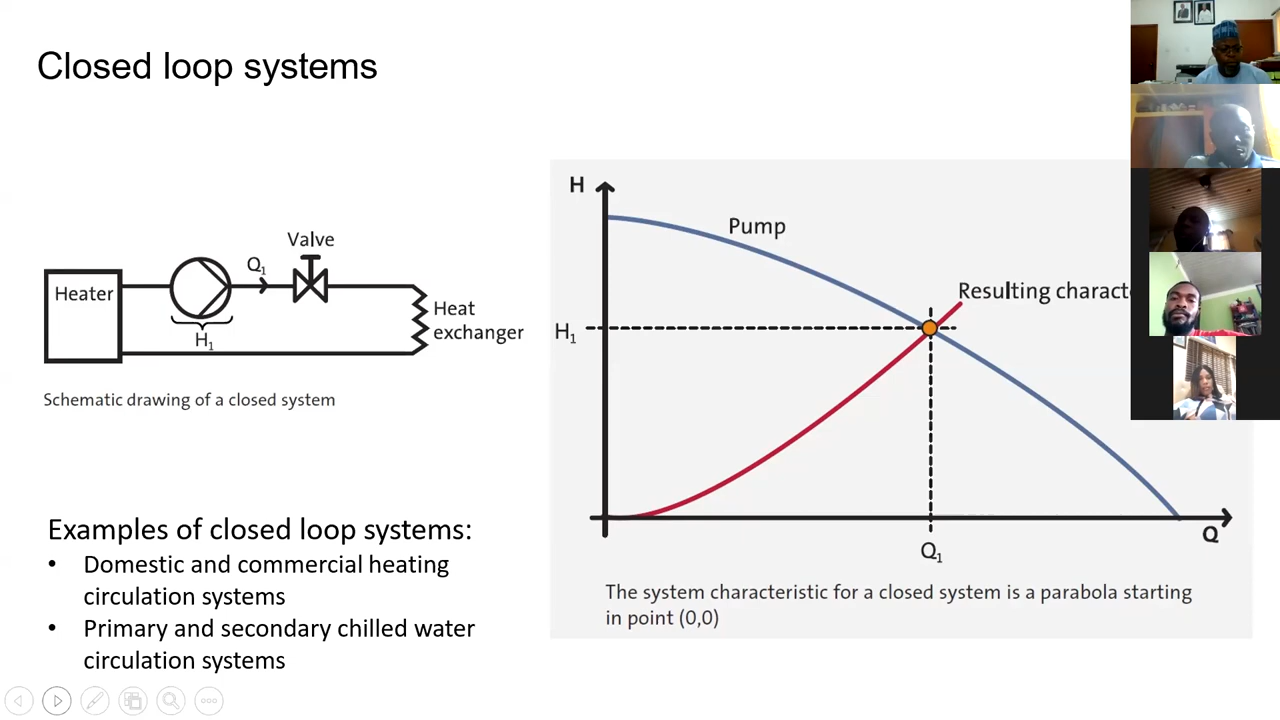 Closed loop systems
Valve
Q1
Heater
Heat
exchanger
H1
Schematic drawing of a closed system
Examples of closed loop systems:
• Domestic and commercial heating
circulation systems
• Primary and secondary chilled water
circulation systems
H
Pump
Resulting characte
H1
Q
Q1
The system characteristic for a closed system is a parabola starting
in point (0,0)